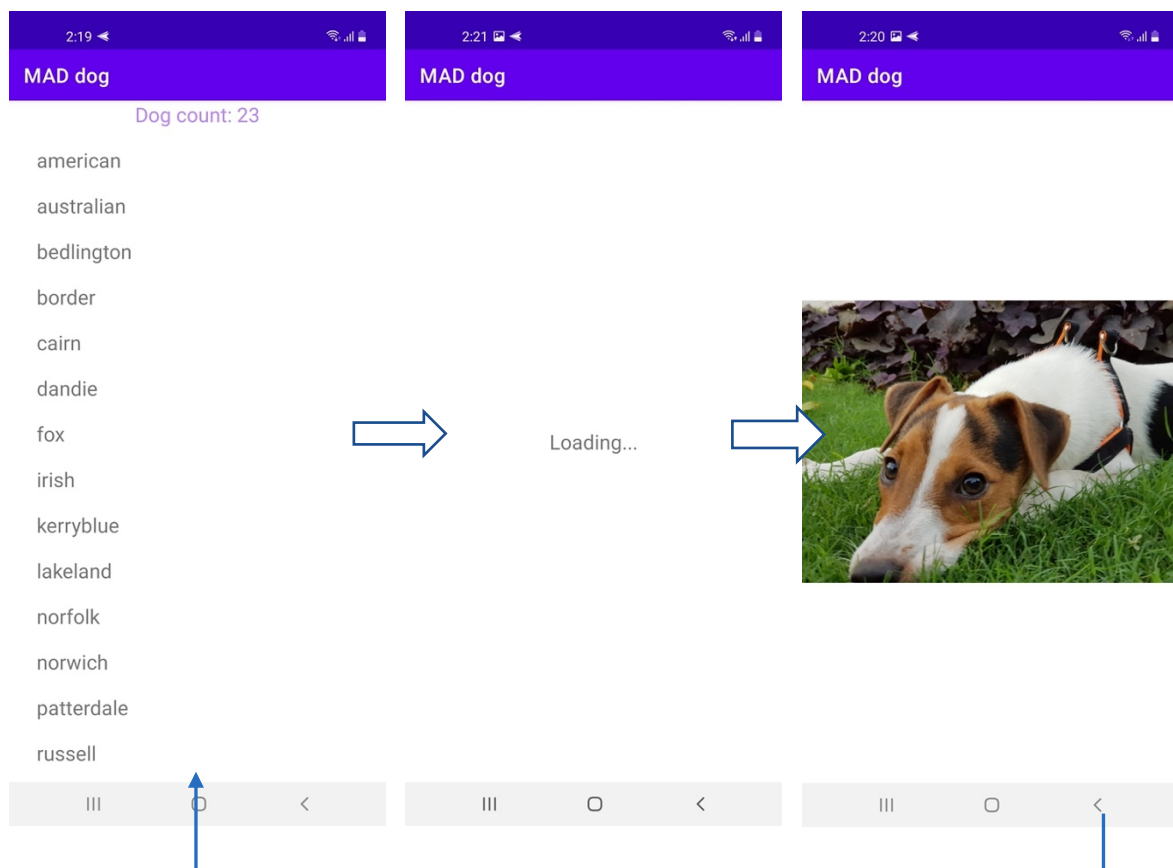 2:19
MAD dog
Dog count: 23
american
australian
bedlington
border
cairn
dandie
fox
irish
kerryblue
lakeland
norfolk
norwich
patterdale
russell
2:21
MAD dog
Loading...
2:20
MAD dog